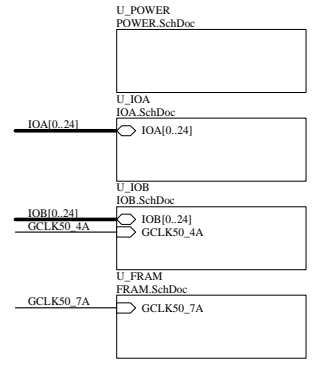 U_POWER
POWER.SchDoc
U_IOA
IOA.SchDoc
IOA[0..24] IOA[0..24]
U_IOB
IOB.SchDoc
IOB[0..24] IOB[0..24]
GCLK50_4A GCLK50_4A
U_FRAM
FRAM.SchDoc
GCLK50_7A GCLK50_7A